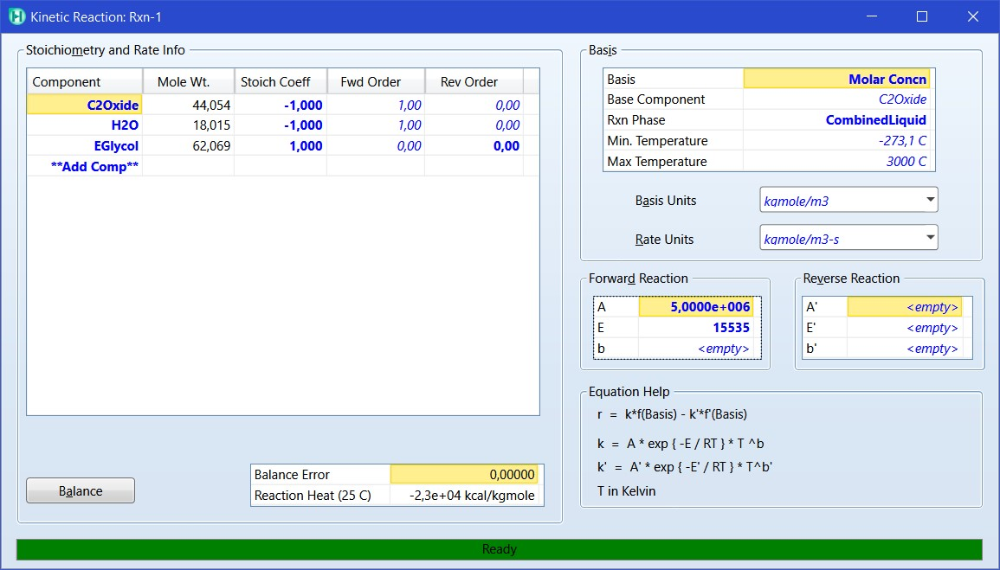 Kinetic Reaction: Rxn-1
Stoichiometry and Rate Info
Component Mole Wt. Stoich Coeff Fwd Order Rev Order
C2Oxide 44,054 -1,000 1,00 0,00
H2O 18,015 -1,000 1,00 0,00
EGlycol 62,069 1,000 0,00 0,00
**Add Comp**
Balance
Balance Error 0,00000
Reaction Heat (25 C) -2,3e+04 kcal/kgmole
Basis
Basis Molar Concn
Base Component C2Oxide
Rxn Phase CombinedLiquid
Min. Temperature -273,1 C
Max Temperature 3000 C
Basis Units kgmole/m3
Rate Units kgmole/m3-s
Forward Reaction
A 5,0000e+006
E 15535
b <empty>
Reverse Reaction
A' <empty>
E' <empty>
b' <empty>
Equation Help
r = k*f(Basis) - k'*f'(Basis)
k = A * exp { -E / RT } * T ^b
k' = A' * exp { -E' / RT } * T^b'
T in Kelvin
Ready